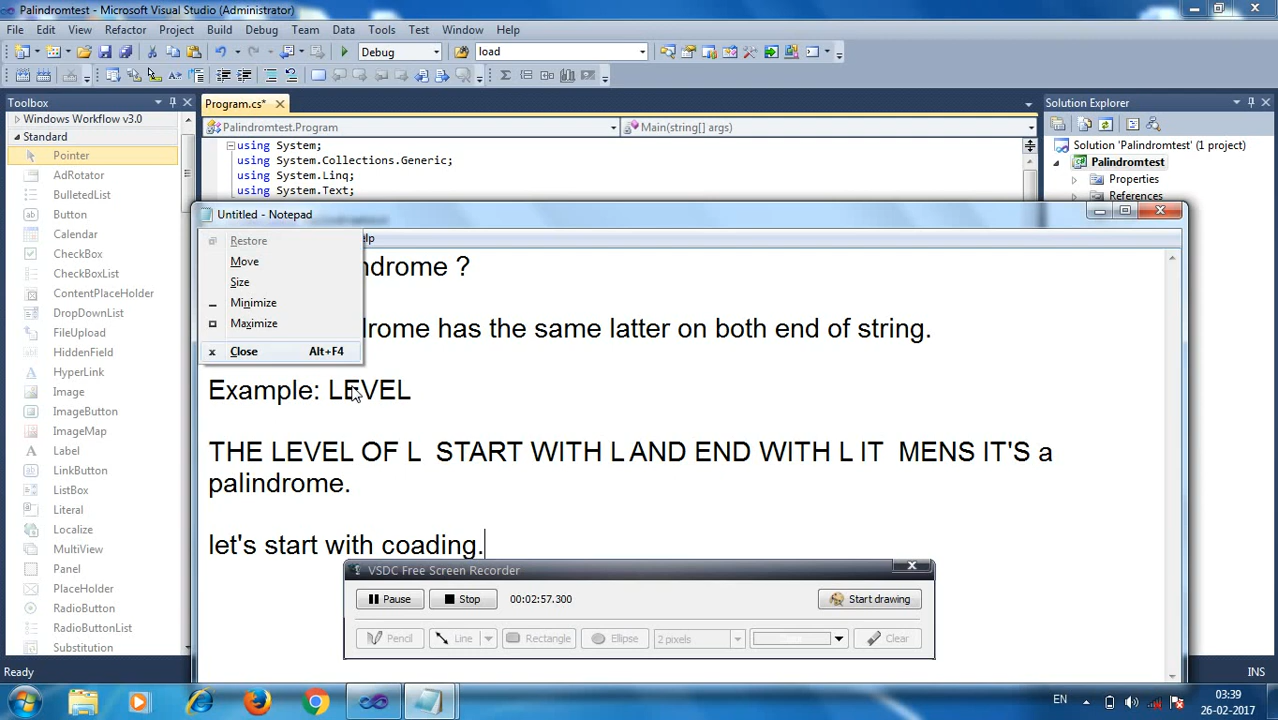 Palindromtest - Microsoft Visual Studio (Administrator)
File Edit View Refactor Project Build Debug Team Data Tools Test Window Help
Debug load
Toolbox
Program.cs*
Solution Explorer
Windows Workflow v3.0
Palindromtest.Program
Main(string[] args)
Standard
using System;
Solution 'Palindromtest' (1 project)
Pointer
using System.Collections.Generic;
Palindromtest
AdRotator
using System.Linq;
Properties
BulletedList
using System.Text;
References
Button
Untitled - Notepad
Calendar
Restore
elp
CheckBox
Move
ndrome ?
CheckBoxList
Size
ContentPlaceHolder
Minimize
DropDownList
Maximize
drome has the same latter on both end of string.
FileUpload
HiddenField
Close Alt+F4
HyperLink
Image
Example: LEVEL
ImageButton
ImageMap
Label
THE LEVEL OF L START WITH L AND END WITH L IT MENS IT'S a
LinkButton
palindrome.
ListBox
Literal
Localize
let's start with coading.
MultiView
Panel
VSDC Free Screen Recorder
PlaceHolder
Pause Stop 00:02:57.300 Start drawing
RadioButton
RadioButtonList
Pencil Line Rectangle Ellipse 2 pixels Clear
Substitution
Ready
INS
EN
03:39
26-02-2017